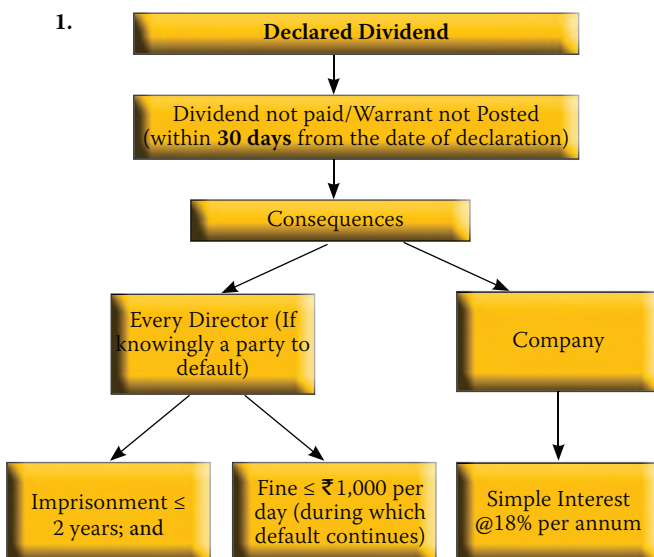 1.
Declared Dividend
Dividend not paid/Warrant not Posted
(within 30 days from the date of declaration)
Consequences
Every Director (If
knowingly a party to
default)
Company
Imprisonment ≤
2 years; and
Fine ≤ ₹1,000 per
day (during which
default continues)
Simple Interest
@18% per annum